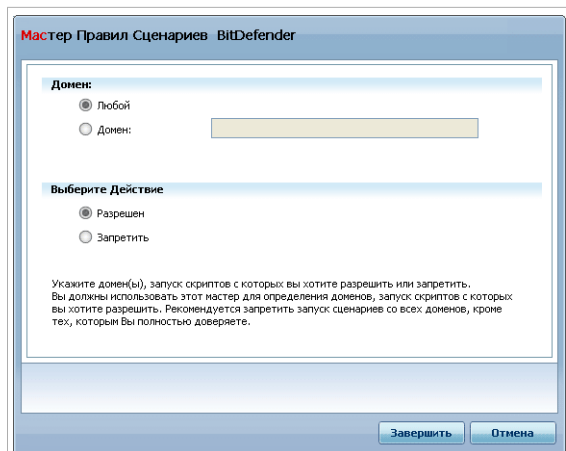 Мастер Правил Сценариев BitDefender
Домен:
Любой
Домен:
Выберите Действие
Разрешен
Запретить
Укажите домен(ы), запуск скриптов с которых вы хотите разрешить или запретить.
Вы должны использовать этот мастер для определения доменов, запуск скриптов с которых
вы хотите разрешить. Рекомендуется запретить запуск сценариев со всех доменов, кроме
тех, которым Вы полностью доверяете.
Завершить Отмена